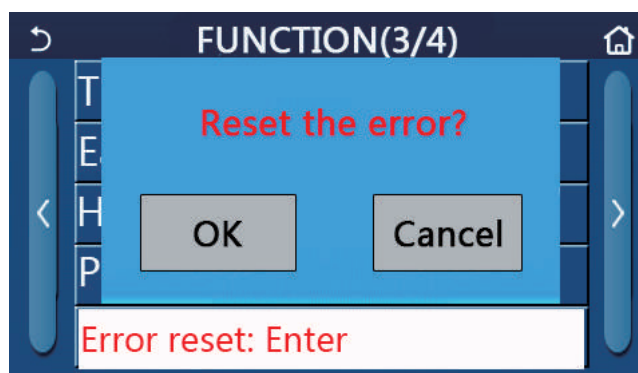 FUNCTION(3/4)
T
Reset the error?
E
H
OK Cancel
P
Error reset: Enter